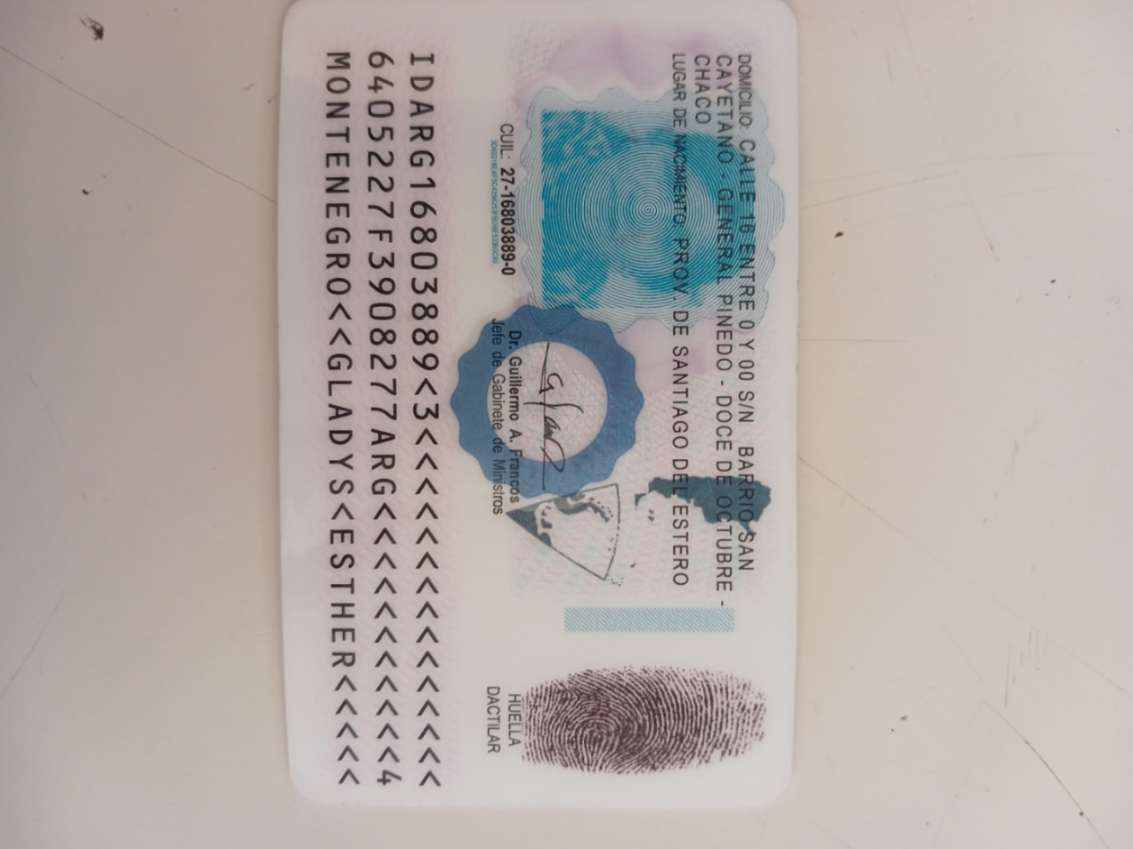 DOMICILIO: CALLE 16 ENTRE 0 Y 00 S/N BARRIO SAN
CAYETANO - GENERAL PINEDO - DOCE DE OCTUBRE -
CHACO
LUGAR DE NACIMIENTO: PROV. DE SANTIAGO DEL ESTERO
CUIL: 27-16803889-0
Dr. Guillermo A. Francos
Jefe de Gabinete de Ministros
HUELLA
DACTILAR
IDARG16803889<3<<<<<<<<<<<<<<<
6405227F3908277ARG<<<<<<<<<<<4
MONTENEGRO<<GLADYS<ESTHER<<<<<